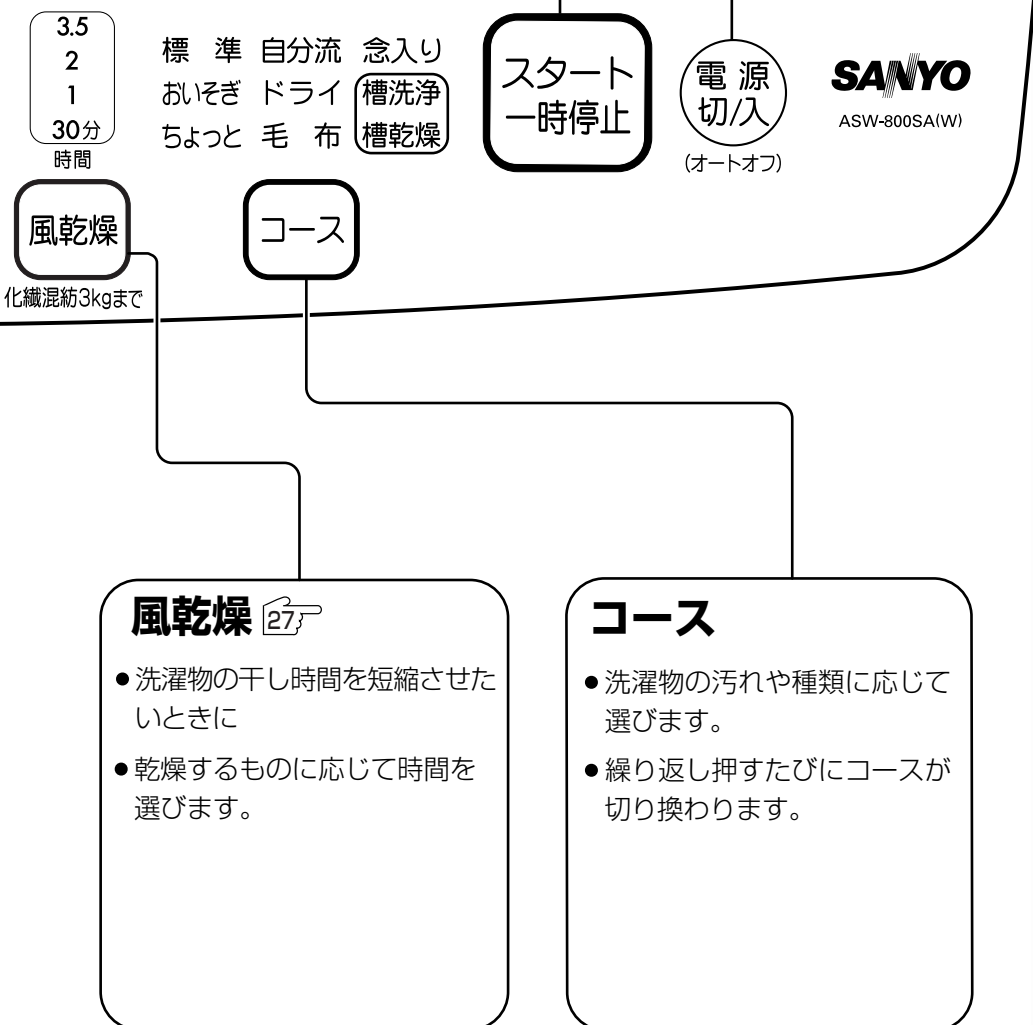 3.5
2
1
30分
時間
標 準 自分流 念入り
おいそぎ ドライ 槽洗浄
ちょっと 毛 布 槽乾燥
スタート
一時停止
電 源
切/入
(オートオフ)
SANYO
ASW-800SA(W)
風乾燥
化繊混紡3kgまで
コース
風乾燥 27
●洗濯物の干し時間を短縮させた
いときに
●乾燥するものに応じて時間を
選びます。
コース
●洗濯物の汚れや種類に応じて
選びます。
●繰り返し押すたびにコースが
切り換わります。